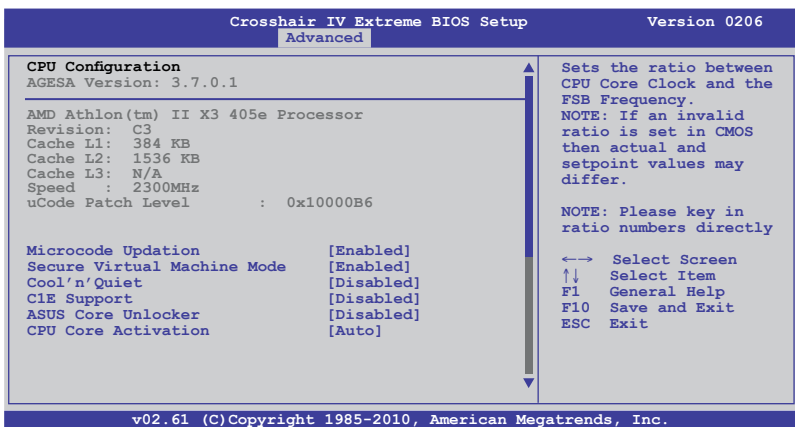 Crosshair IV Extreme BIOS Setup Version 0206
Advanced
CPU Configuration
AGESA Version: 3.7.0.1
AMD Athlon(tm) II X3 405e Processor
Revision: C3
Cache L1: 384 KB
Cache L2: 1536 KB
Cache L3: N/A
Speed : 2300MHz
uCode Patch Level : 0x10000B6
Microcode Updation [Enabled]
Secure Virtual Machine Mode [Enabled]
Cool'n'Quiet [Disabled]
C1E Support [Disabled]
ASUS Core Unlocker [Disabled]
CPU Core Activation [Auto]
Sets the ratio between
CPU Core Clock and the
FSB Frequency.
NOTE: If an invalid
ratio is set in CMOS
then actual and
setpoint values may
differ.
NOTE: Please key in
ratio numbers directly
←→ Select Screen
↑↓ Select Item
F1 General Help
F10 Save and Exit
ESC Exit
v02.61 (C)Copyright 1985-2010, American Megatrends, Inc.